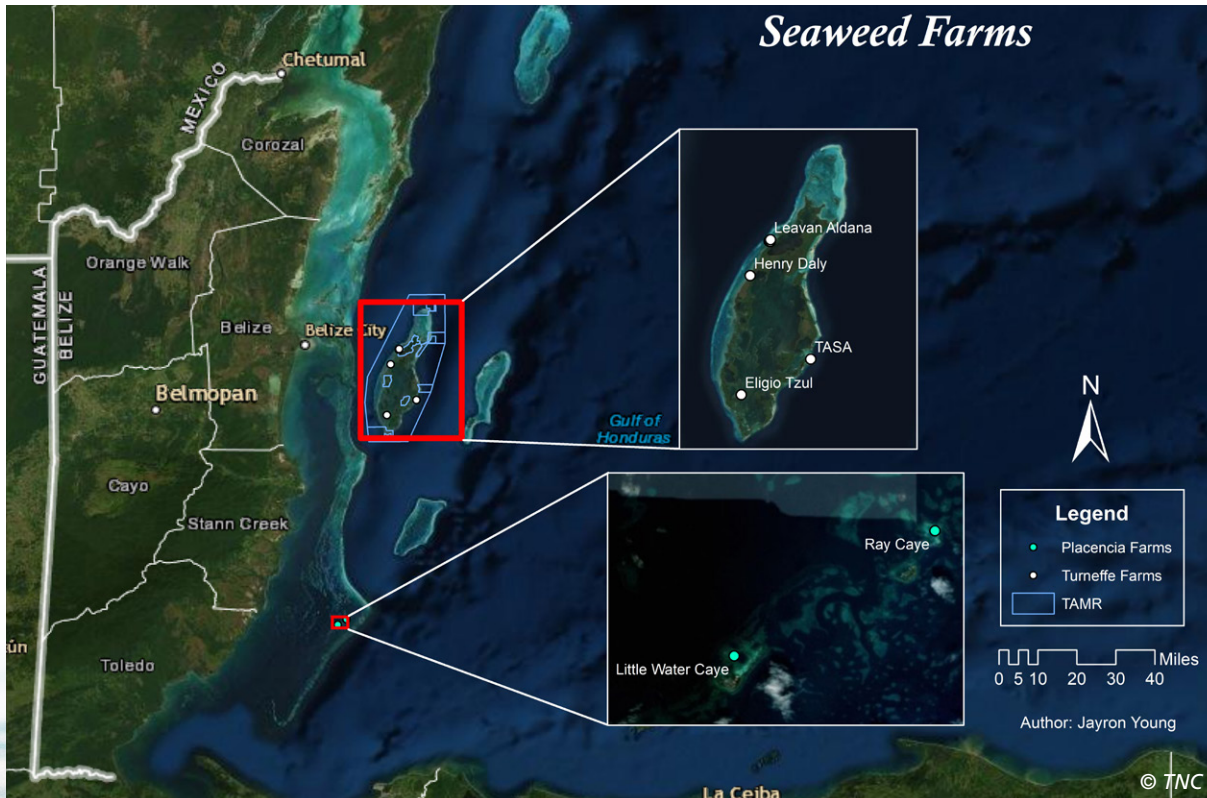 Seaweed Farms
Chetumal
MEXICO
Corozal
Orange Walk
GUATEMALA
BELIZE
Belize
Belize City
Belmopan
Cayo
Stann Creek
Toledo
Gulf of
Honduras
La Ceiba
Leavan Aldana
Henry Daly
TASA
Eligio Tzul
Ray Caye
Little Water Caye
N
Legend
Placencia Farms
Turneffe Farms
TAMR
Miles
0 5 10 20 30 40
Author: Jayron Young
© TNC